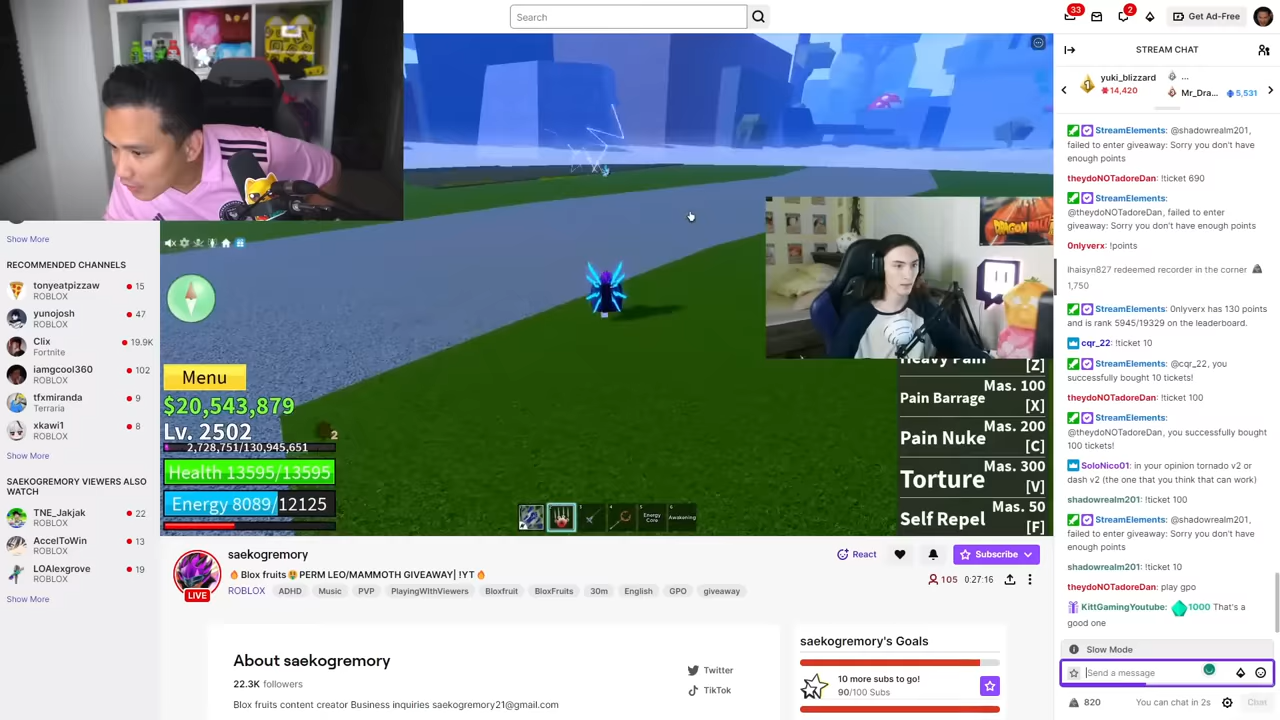 Search
33
2
Get Ad-Free
STREAM CHAT
yuki_blizzard
14,420
...
Mr_Dra...
5,531
Show More
RECOMMENDED CHANNELS
tonyeatpizzaw
15
ROBLOX
yunojosh
47
ROBLOX
Clix
19.9K
Fortnite
iamgcool360
102
ROBLOX
tfxmiranda
9
Terraria
xkawi1
8
ROBLOX
Show More
SAEKOGREMORY VIEWERS ALSO
WATCH
TNE_Jakjak
22
ROBLOX
AccelToWin
13
ROBLOX
LOAlexgrove
19
ROBLOX
Show More
Menu
$20,543,879
Lv. 2502
2
2,728,751/130,945,651
Health 13595/13595
Energy 8089/12125
Energy
Core
Awakening
DRAGON BALL
Heavy Pain
[Z]
Mas. 100
Pain Barrage
[X]
Mas. 200
Pain Nuke
[C]
Mas. 300
Torture
[V]
Mas. 50
Self Repel
[F]
saekogremory
LIVE
🔥Blox fruits🤑PERM LEO/MAMMOTH GIVEAWAY| !YT🔥
ROBLOX
ADHD
Music
PVP
PlayingWIthViewers
Bloxfruit
BloxFruits
30m
English
GPO
giveaway
React
Subscribe
105
0:27:16
About saekogremory
22.3K followers
Blox fruits content creator Business inquiries saekogremory21@gmail.com
Twitter
TikTok
saekogremory's Goals
10 more subs to go!
90/100 Subs
StreamElements: @shadowrealm201,
failed to enter giveaway: Sorry you don't have
enough points
theydoNOTadoreDan: !ticket 690
StreamElements:
@theydoNOTadoreDan, failed to enter
giveaway: Sorry you don't have enough points
0nlyverx: !points
lhaisyn827 redeemed recorder in the corner
1,750
StreamElements: 0nlyverx has 130 points
and is rank 5945/19329 on the leaderboard.
cqr_22: !ticket 10
StreamElements: @cqr_22, you
successfully bought 10 tickets!
theydoNOTadoreDan: !ticket 100
StreamElements:
@theydoNOTadoreDan, you successfully bought
100 tickets!
SoloNico01: in your opinion tornado v2 or
dash v2 (the one that you think that can work)
shadowrealm201: !ticket 100
StreamElements: @shadowrealm201,
failed to enter giveaway: Sorry you don't have
enough points
shadowrealm201: !ticket 10
theydoNOTadoreDan: play gpo
KittGamingYoutube: 1000 That's a
good one
Slow Mode
Send a message
820
You can chat in 2s
Chat